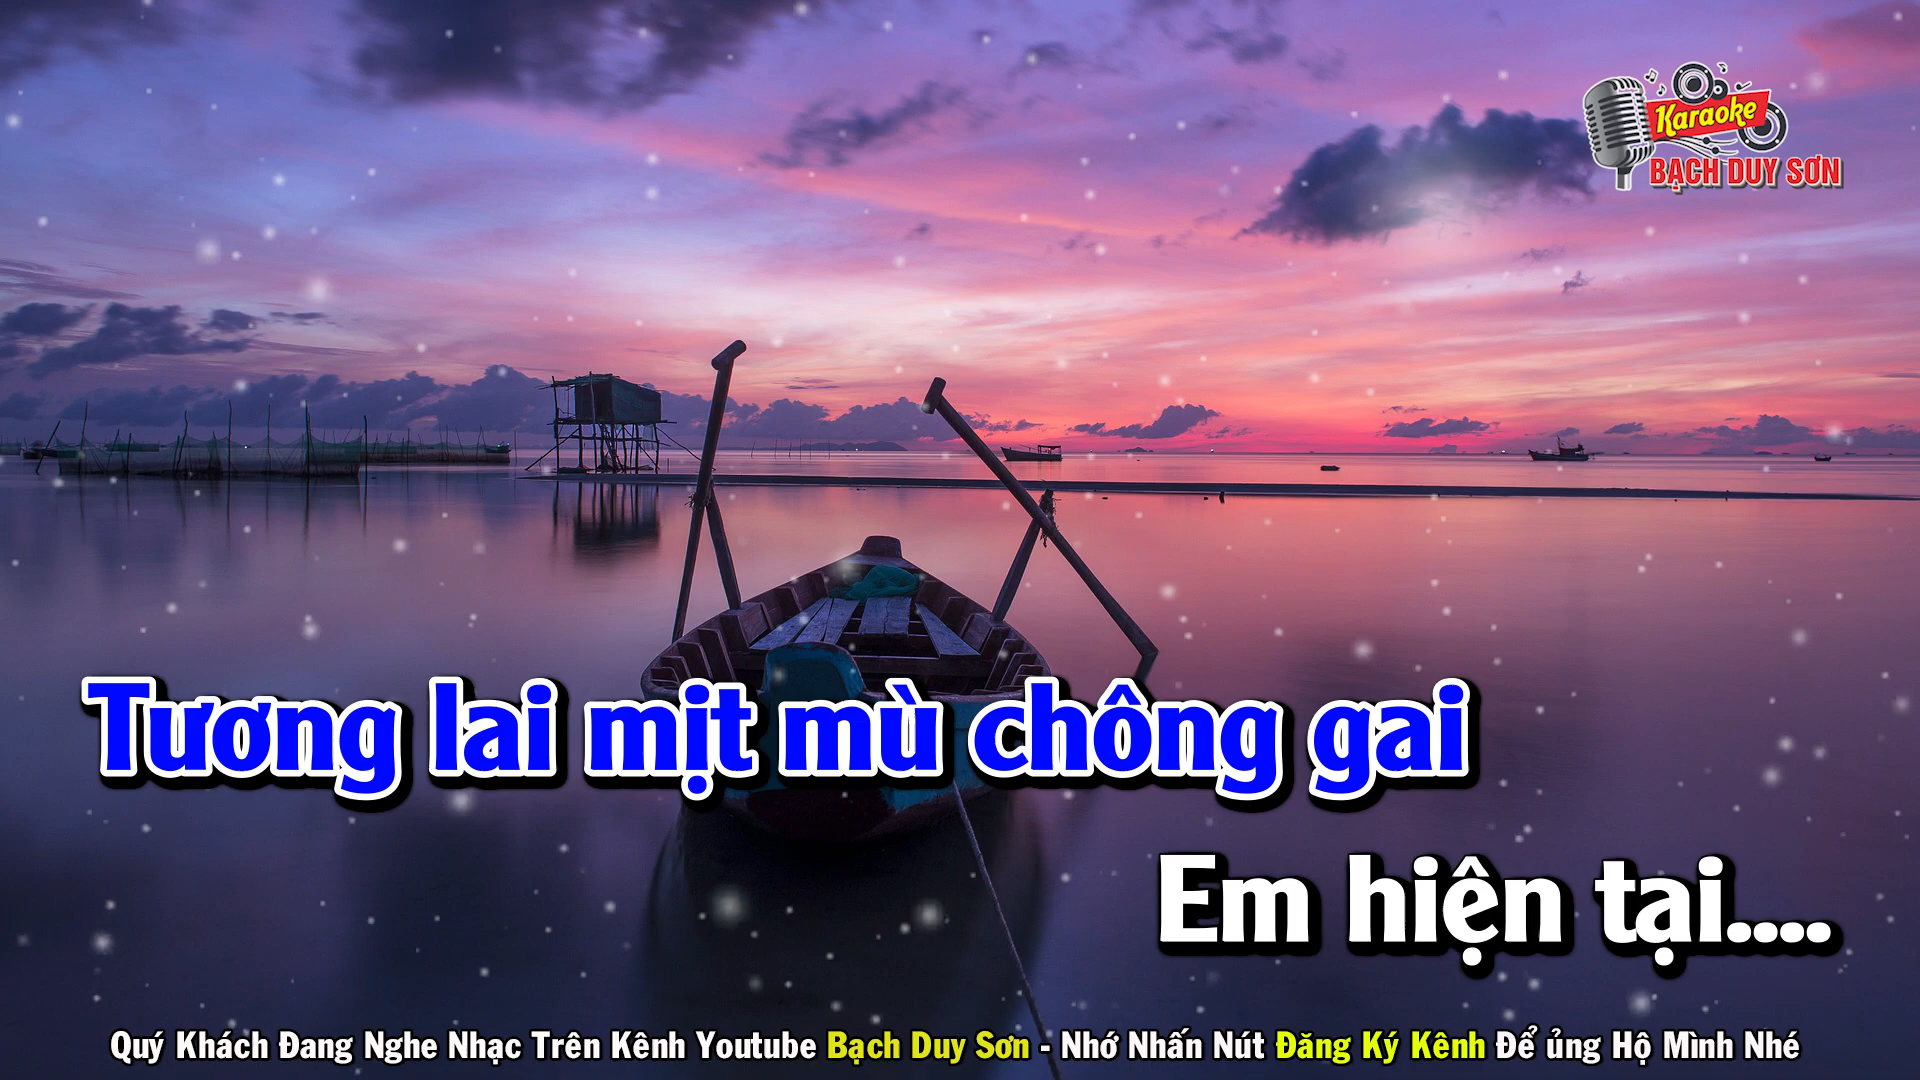 Karaoke
BẠCH DUY SƠN
Tương lai mịt mù chông gai
Em hiện tại....
Quý Khách Đang Nghe Nhạc Trên Kênh Youtube Bạch Duy Sơn - Nhớ Nhấn Nút Đăng Ký Kênh Để ủng Hộ Mình Nhé